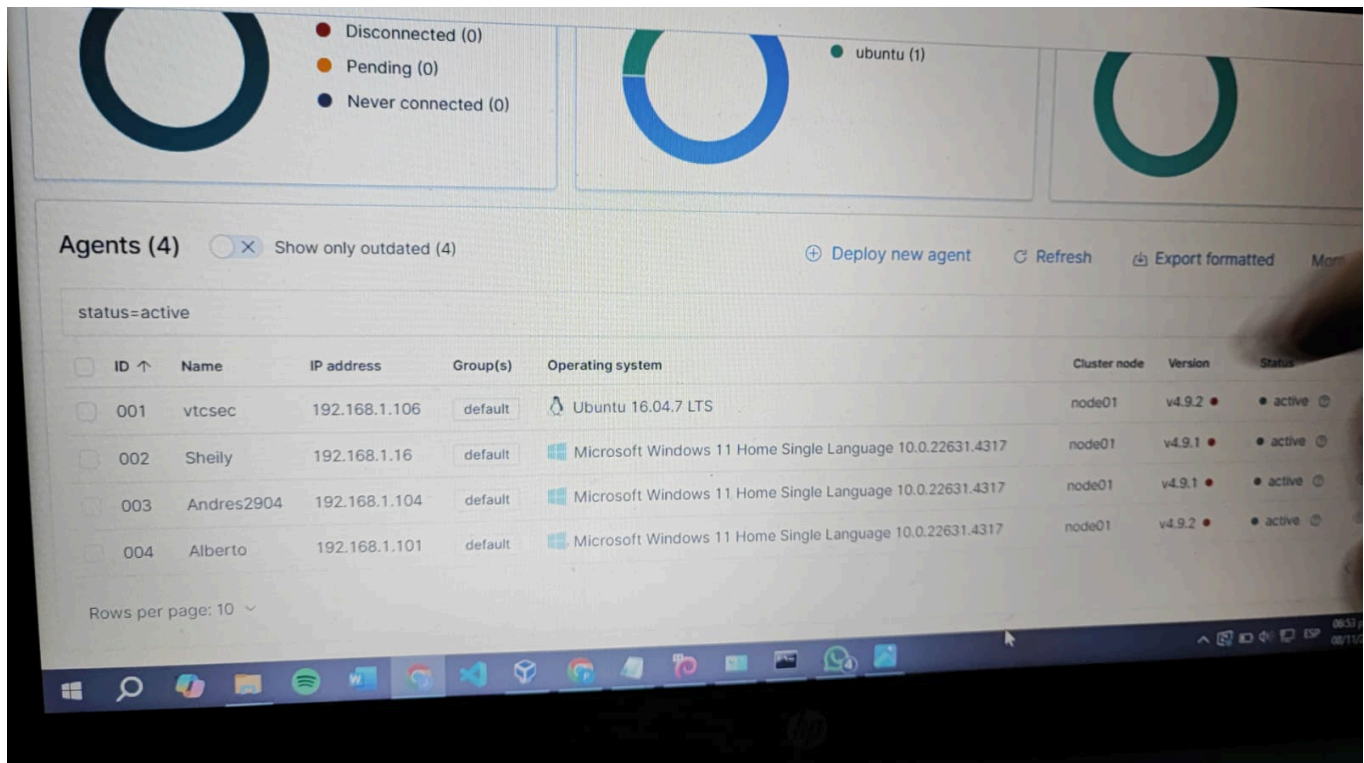 Disconnected (0)
Pending (0)
Never connected (0)
ubuntu (1)
Agents (4) Show only outdated (4) Deploy new agent Refresh Export formatted
status=active
ID Name IP address Group(s) Operating system Cluster node Version Status
001 vtcsec 192.168.1.106 default Ubuntu 16.04.7 LTS node01 v4.9.2 active
002 Sheily 192.168.1.16 default Microsoft Windows 11 Home Single Language 10.0.22631.4317 node01 v4.9.1 active
003 Andres2904 192.168.1.104 default Microsoft Windows 11 Home Single Language 10.0.22631.4317 node01 v4.9.1 active
004 Alberto 192.168.1.101 default Microsoft Windows 11 Home Single Language 10.0.22631.4317 node01 v4.9.2 active
Rows per page: 10
ESP
hp